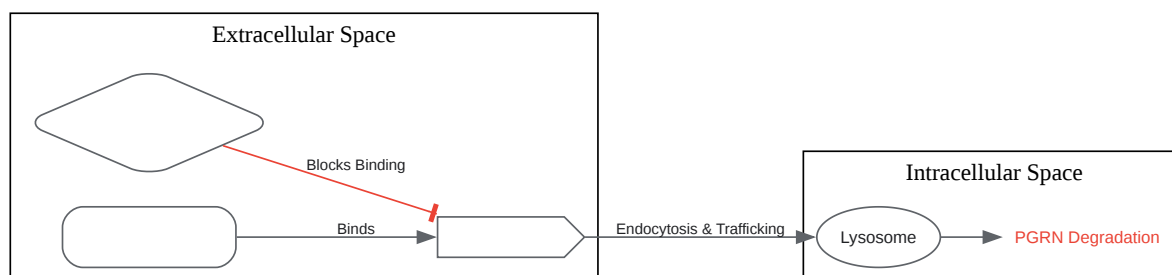 Extracellular Space
Blocks Binding
Binds
Endocytosis & Trafficking
Intracellular Space
Lysosome
PGRN Degradation